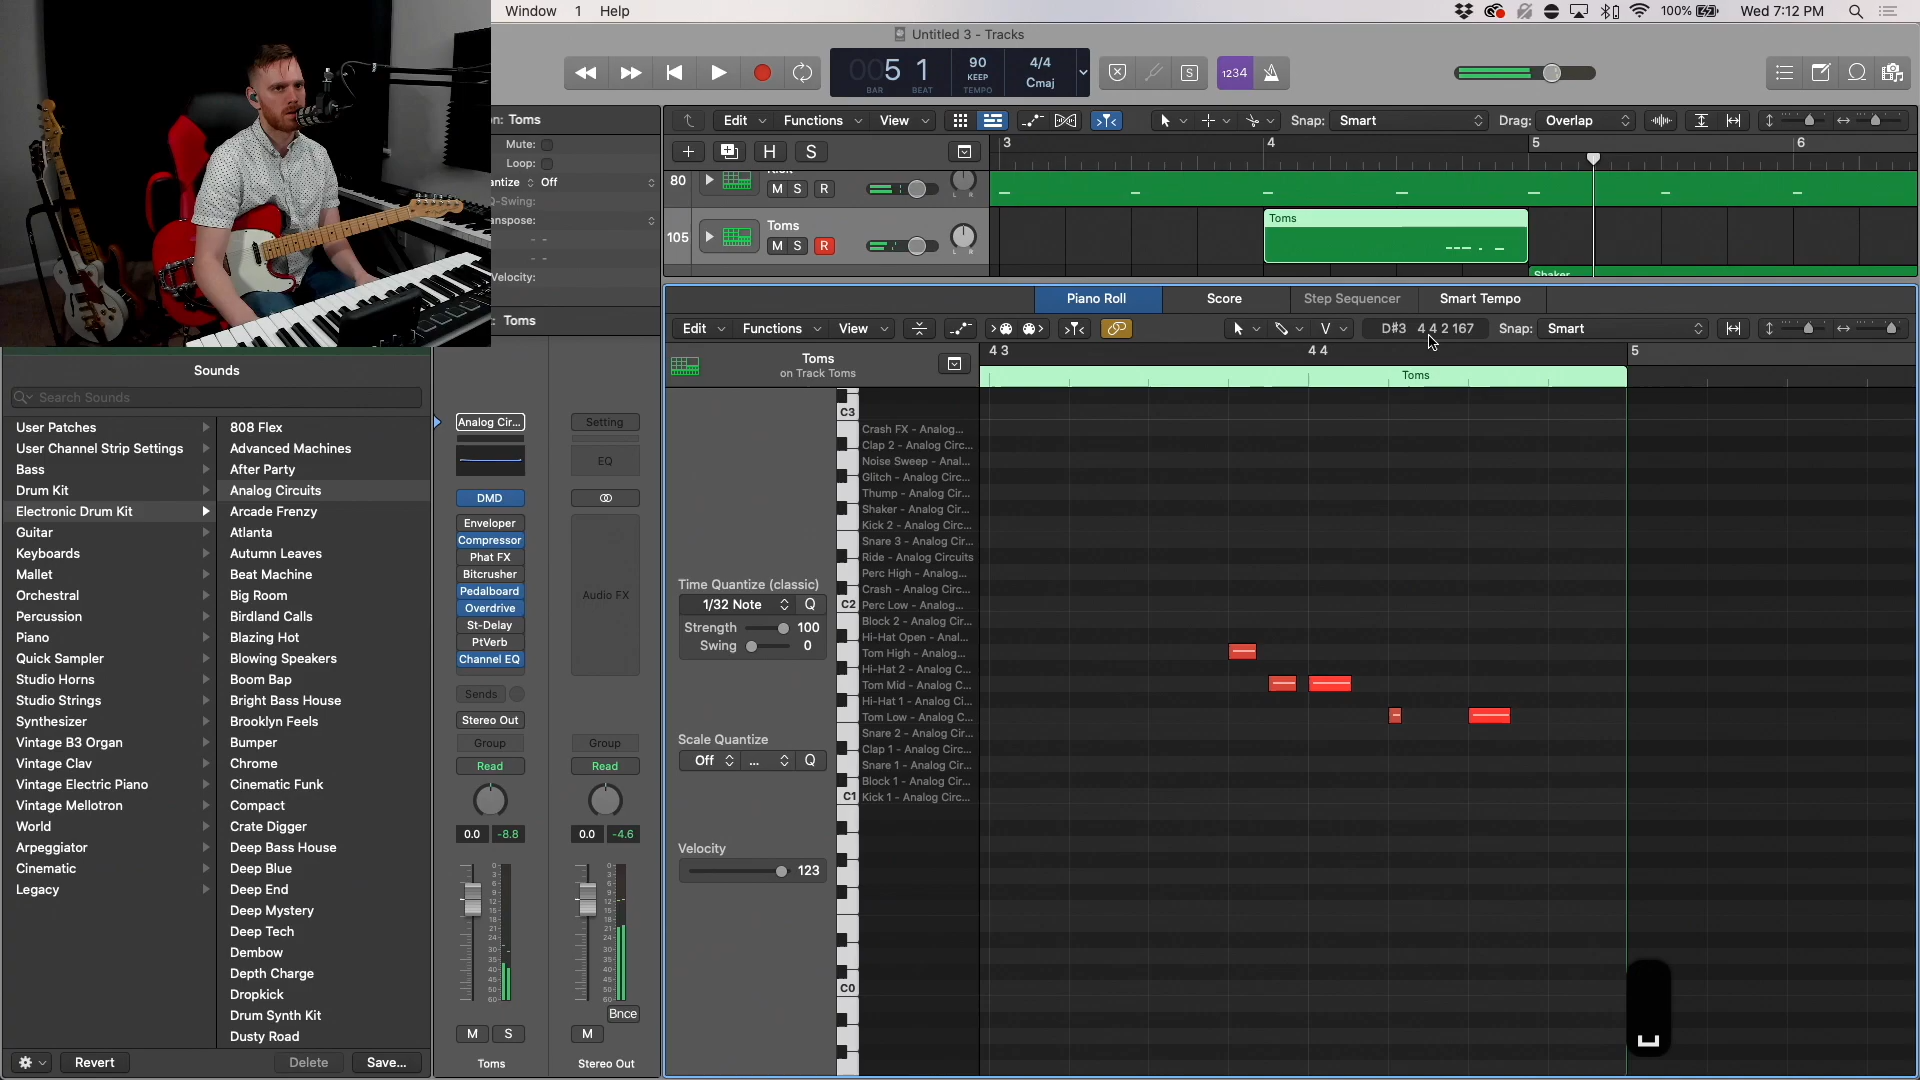 Window 1 Help
100% Wed 7:12 PM
Untitled 3 - Tracks
5 1
BAR BEAT
90
KEEP
TEMPO
4/4
Cmaj
S
1234
n: Toms
Mute:
Loop:
antize Off
Q-Swing:
anspose:
Velocity:
: Toms
Edit Functions View Snap: Smart Drag: Overlap
H S
3 4 5 6
80
M S R
105
Toms
M S R
L R
Toms
Shaker
Piano Roll Score Step Sequencer Smart Tempo
Edit Functions View D#3 4 4 2 167 Snap: Smart
Toms
on Track Toms
4 3 4 4 5
Toms
Sounds
Search Sounds
User Patches
User Channel Strip Settings
Bass
Drum Kit
Electronic Drum Kit
Guitar
Keyboards
Mallet
Orchestral
Percussion
Piano
Quick Sampler
Studio Horns
Studio Strings
Synthesizer
Vintage B3 Organ
Vintage Clav
Vintage Electric Piano
Vintage Mellotron
World
Arpeggiator
Cinematic
Legacy
808 Flex
Advanced Machines
After Party
Analog Circuits
Arcade Frenzy
Atlanta
Autumn Leaves
Beat Machine
Big Room
Birdland Calls
Blazing Hot
Blowing Speakers
Boom Bap
Bright Bass House
Brooklyn Feels
Bumper
Chrome
Cinematic Funk
Compact
Crate Digger
Deep Bass House
Deep Blue
Deep End
Deep Mystery
Deep Tech
Dembow
Depth Charge
Dropkick
Drum Synth Kit
Dusty Road
Revert Delete Save...
Analog Cir...
DMD
Enveloper
Compressor
Phat FX
Bitcrusher
Pedalboard
Overdrive
St-Delay
PtVerb
Channel EQ
Sends
Stereo Out
Group
Read
0.0 -8.8
M S
Toms
Setting
EQ
Audio FX
Group
Read
0.0 -4.6
Bnce
M
Stereo Out
Time Quantize (classic)
1/32 Note Q
Strength 100
Swing 0
Scale Quantize
Off ... Q
Velocity
123
C3
C2
C1
C0
Crash FX - Analog...
Clap 2 - Analog Circ...
Noise Sweep - Anal...
Glitch - Analog Circ...
Thump - Analog Cir...
Shaker - Analog Cir...
Kick 2 - Analog Circ...
Snare 3 - Analog Cir...
Ride - Analog Circuits
Perc High - Analog...
Crash - Analog Circ...
Perc Low - Analog...
Block 2 - Analog Cir...
Hi-Hat Open - Anal...
Tom High - Analog...
Hi-Hat 2 - Analog C...
Tom Mid - Analog C...
Hi-Hat 1 - Analog Ci...
Tom Low - Analog C...
Snare 2 - Analog Cir...
Clap 1 - Analog Circ...
Snare 1 - Analog Cir...
Block 1 - Analog Cir...
Kick 1 - Analog Circ...